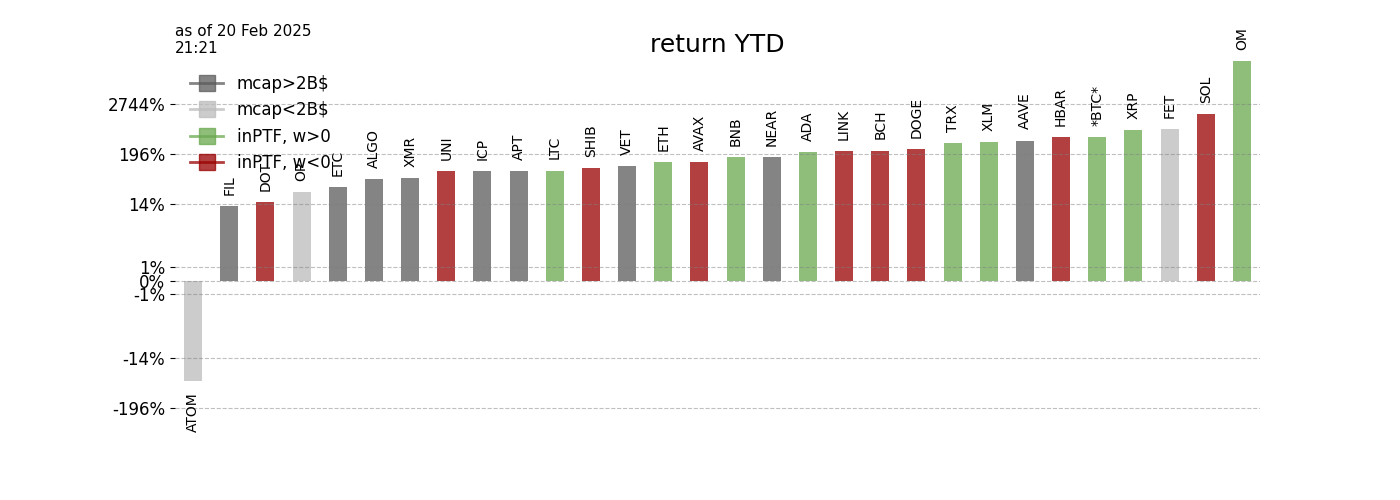 as of 20 Feb 2025
21:21
return YTD
mcap>2B$
mcap<2B$
inPTF, w>0
inPTF, w<0
2744%
196%
14%
1%
0%
-1%
-14%
-196%
ATOM
FIL
DOT
OP
ETC
ALGO
XMR
UNI
ICP
APT
LTC
SHIB
VET
ETH
AVAX
BNB
NEAR
ADA
LINK
BCH
DOGE
TRX
XLM
AAVE
HBAR
*BTC*
XRP
FET
SOL
OM